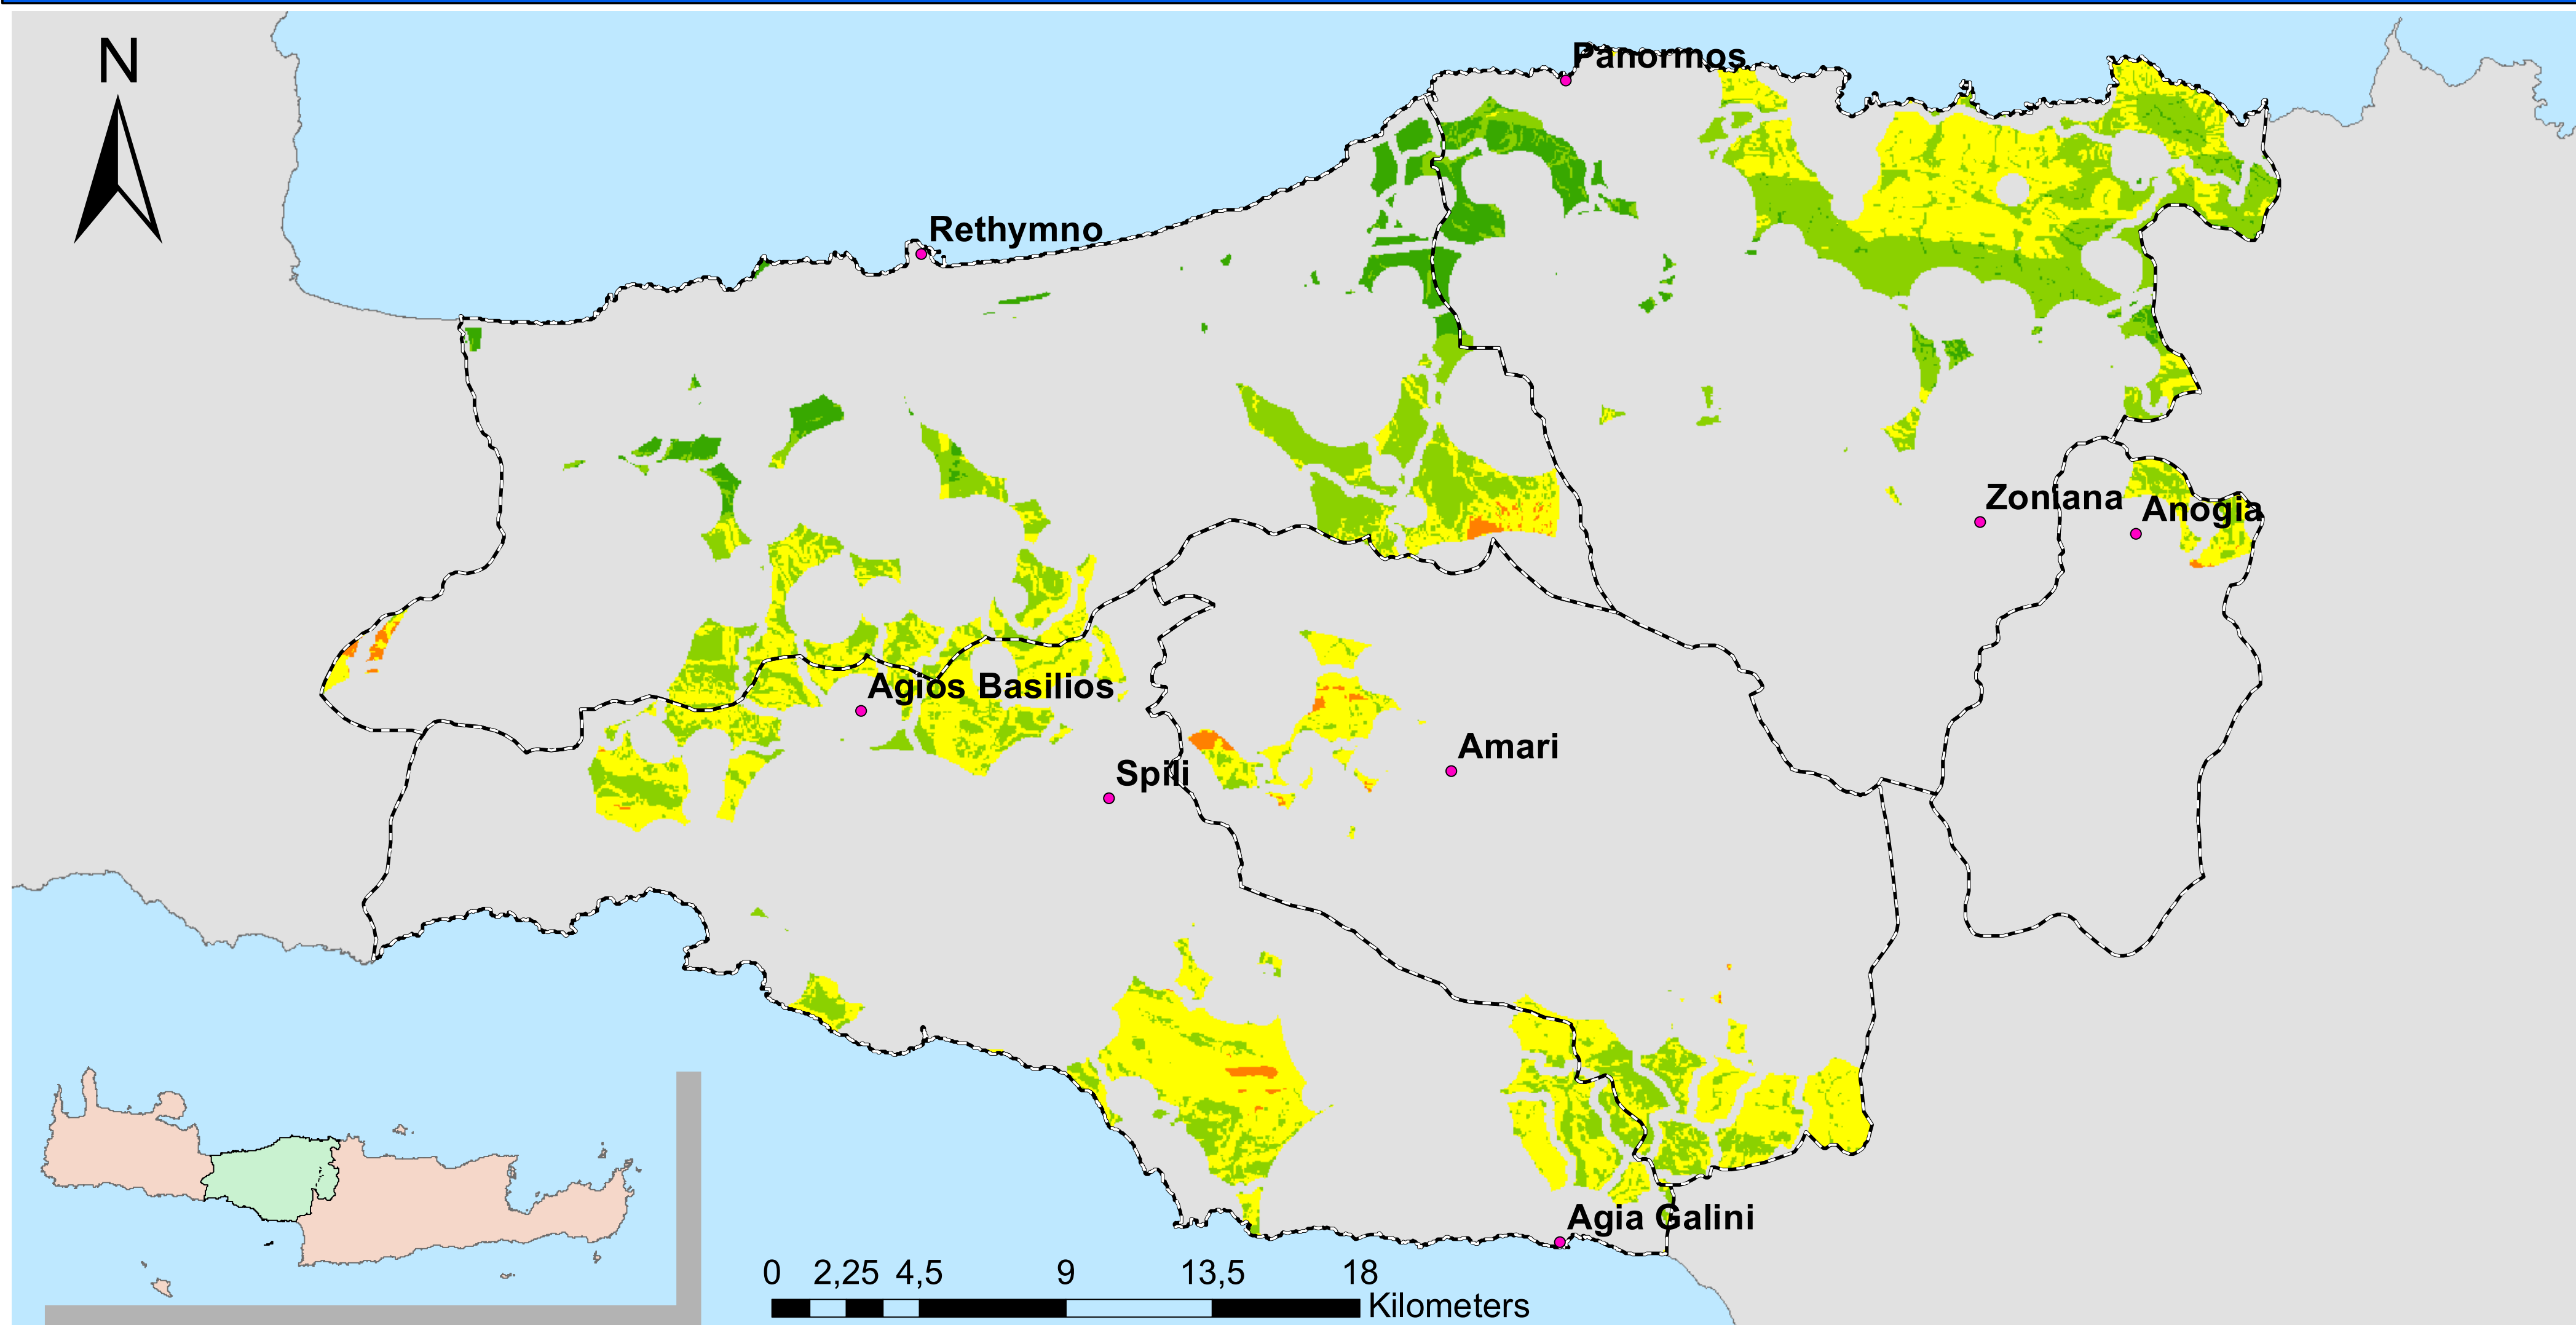 N
Panormos
Rethymno
Zoniana
Anogia
Agios Basilios
Amari
Spili
Agia Galini
0 2,25 4,5 9 13,5 18
Kilometers